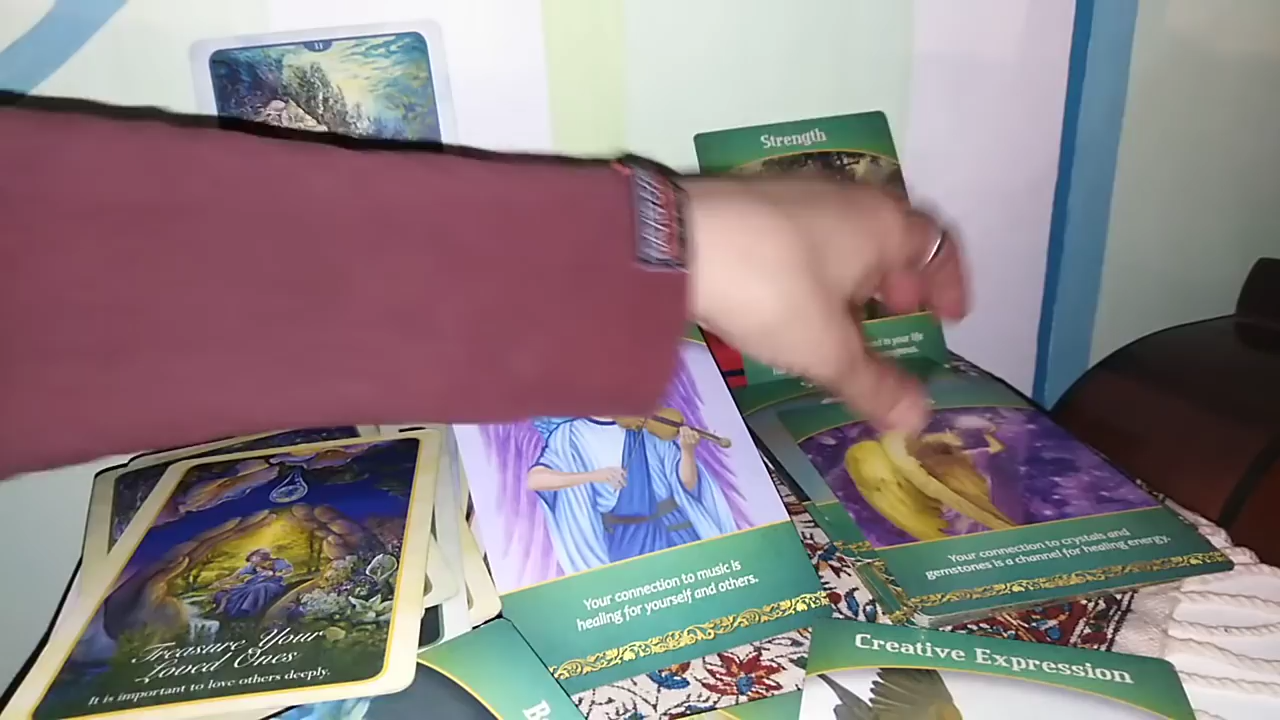 11
Strength
Your connection to music is
healing for yourself and others.
Your connection to crystals and
gemstones is a channel for healing energy.
Treasure Your
Loved Ones
It is important to love others deeply.
Creative Expression